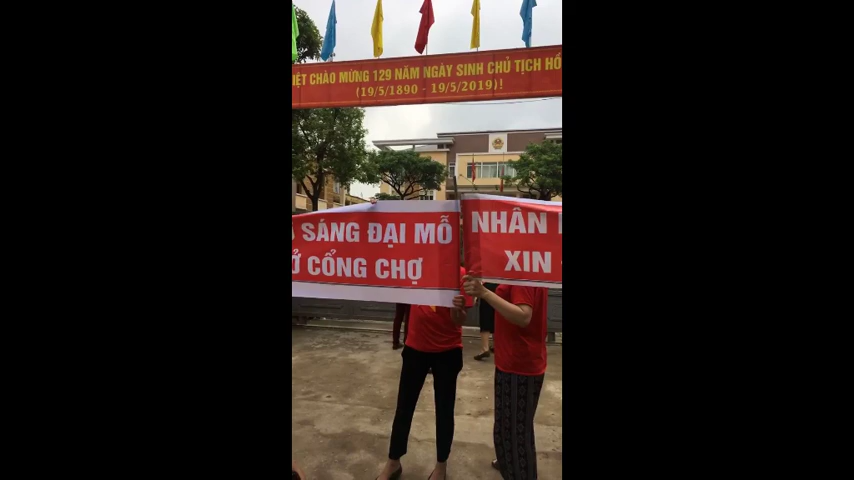 CHÀO MỪNG 129 NĂM NGÀY SINH CHỦ TỊCH HỒ
(19/5/1890 - 19/5/2019)!
SÁNG ĐẠI MỖ
CỔNG CHỢ
NHÂN
XIN